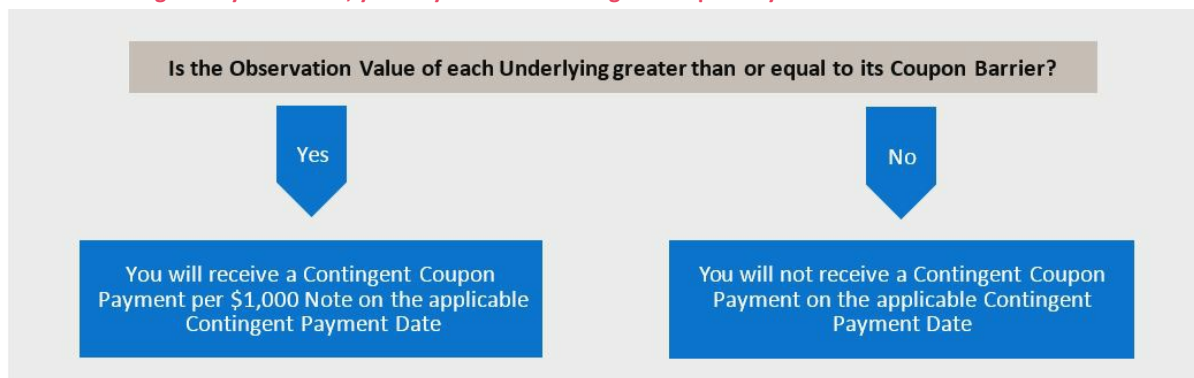 Is the Observation Value of each Underlying greater than or equal to its Coupon Barrier?
Yes
No
You will receive a Contingent Coupon
Payment per $1,000 Note on the applicable
Contingent Payment Date
You will not receive a Contingent Coupon
Payment on the applicable Contingent
Payment Date